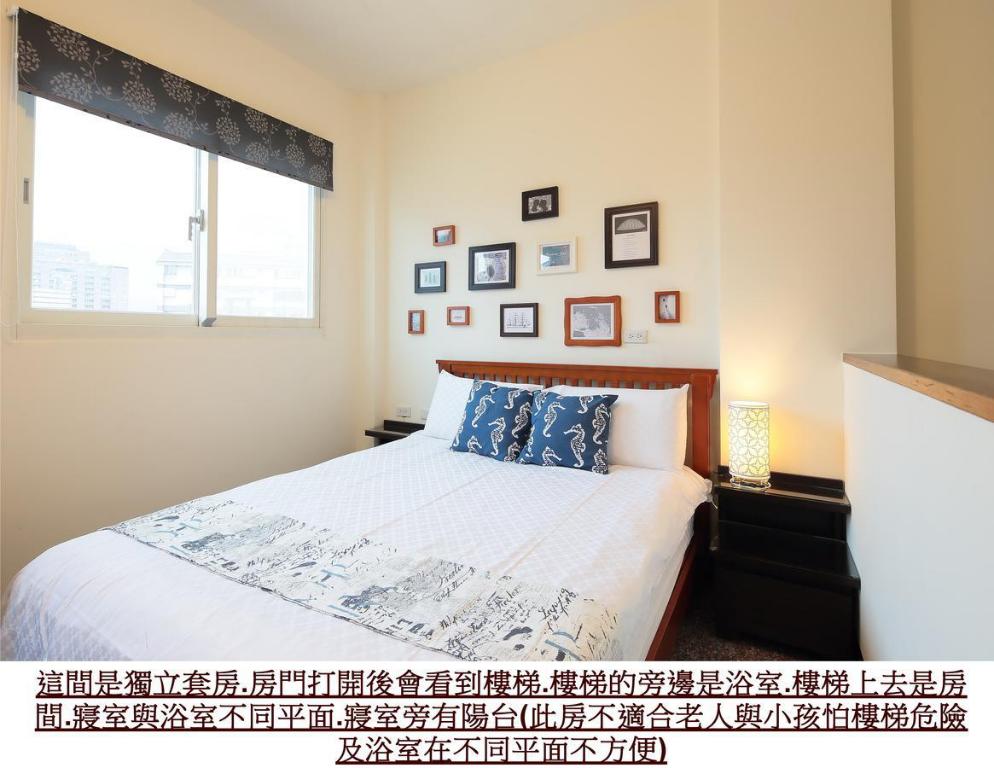 這間是獨立套房.房門打開後會看到樓梯.樓梯的旁邊是浴室.樓梯上去是房
間.寢室與浴室不同平面.寢室旁有陽台(此房不適合老人與小孩怕樓梯危險
及浴室在不同平面不方便)